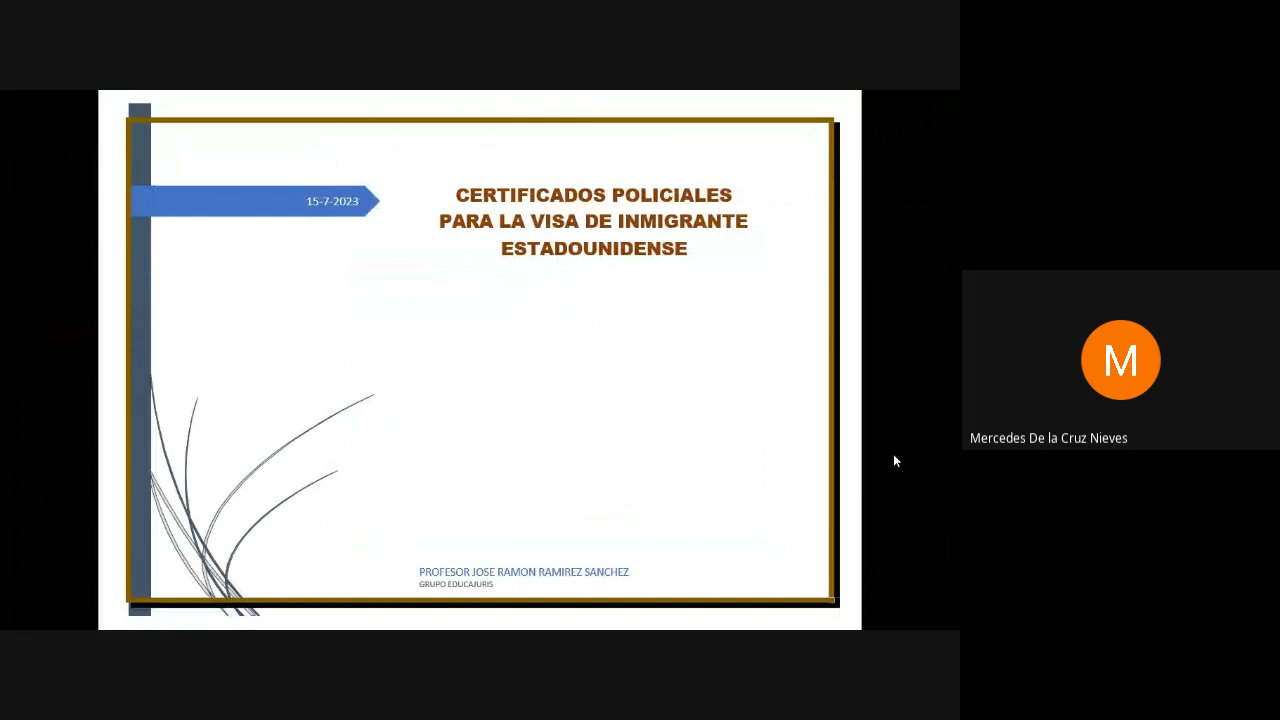 15-7-2023
CERTIFICADOS POLICIALES
PARA LA VISA DE INMIGRANTE
ESTADOUNIDENSE
PROFESOR JOSE RAMON RAMIREZ SANCHEZ
GRUPO EDUCAJURIS
M
Mercedes De la Cruz Nieves